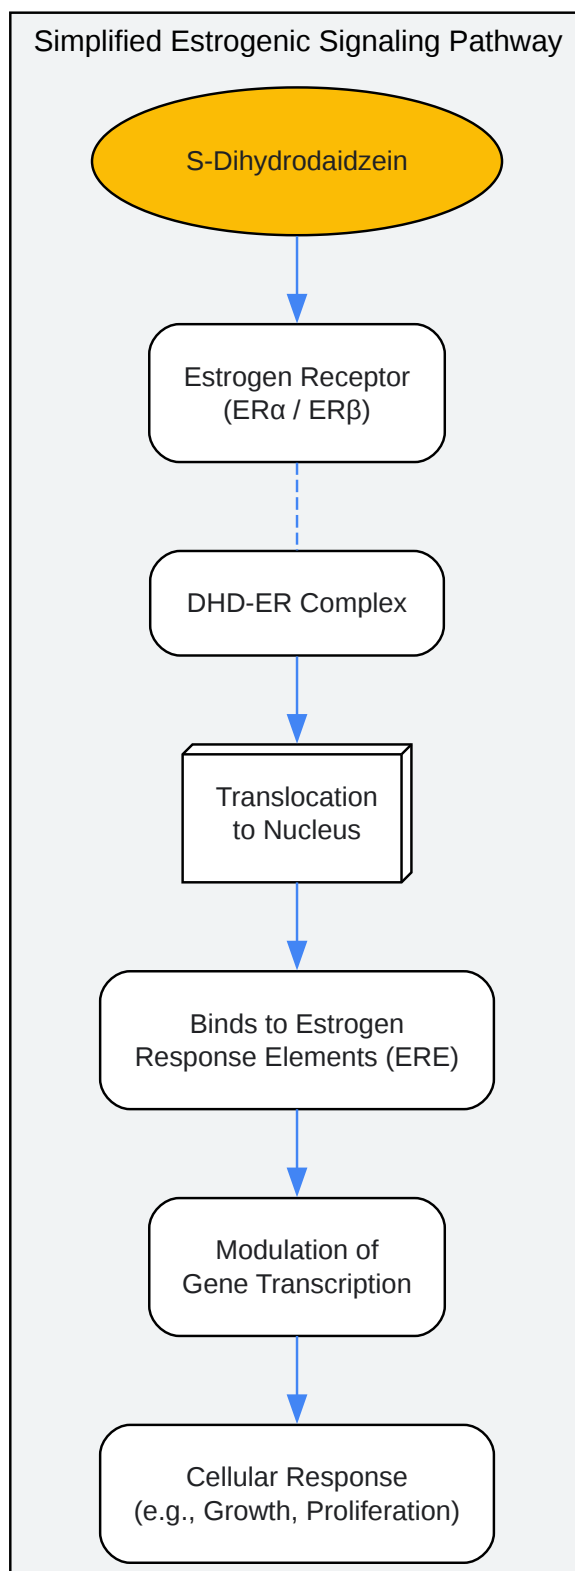 Simplified Estrogenic Signaling Pathway
S-Dihydrodaidzein
Estrogen Receptor
(ERα / ERβ)
DHD-ER Complex
Translocation
to Nucleus
Binds to Estrogen
Response Elements (ERE)
Modulation of
Gene Transcription
Cellular Response
(e.g., Growth, Proliferation)